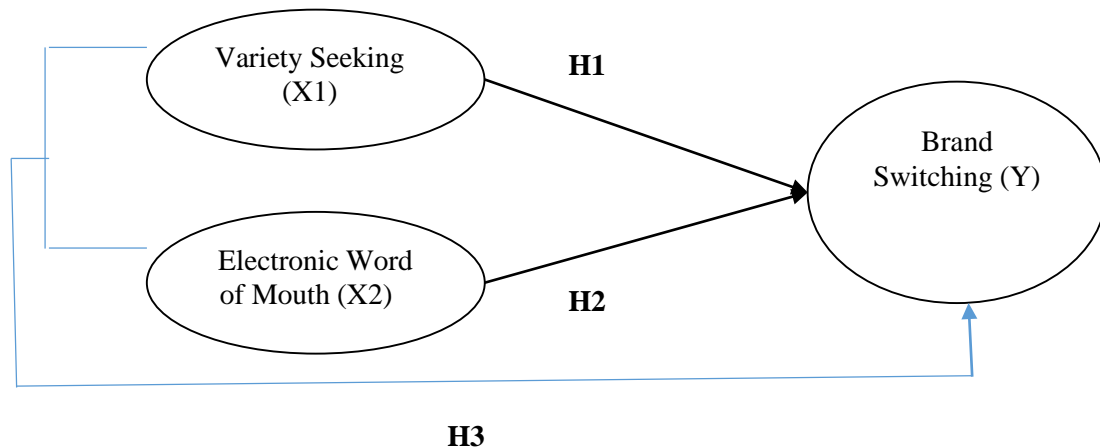 Variety Seeking
(X1)
H1
Brand
Switching (Y)
Electronic Word
of Mouth (X2)
H2
H3